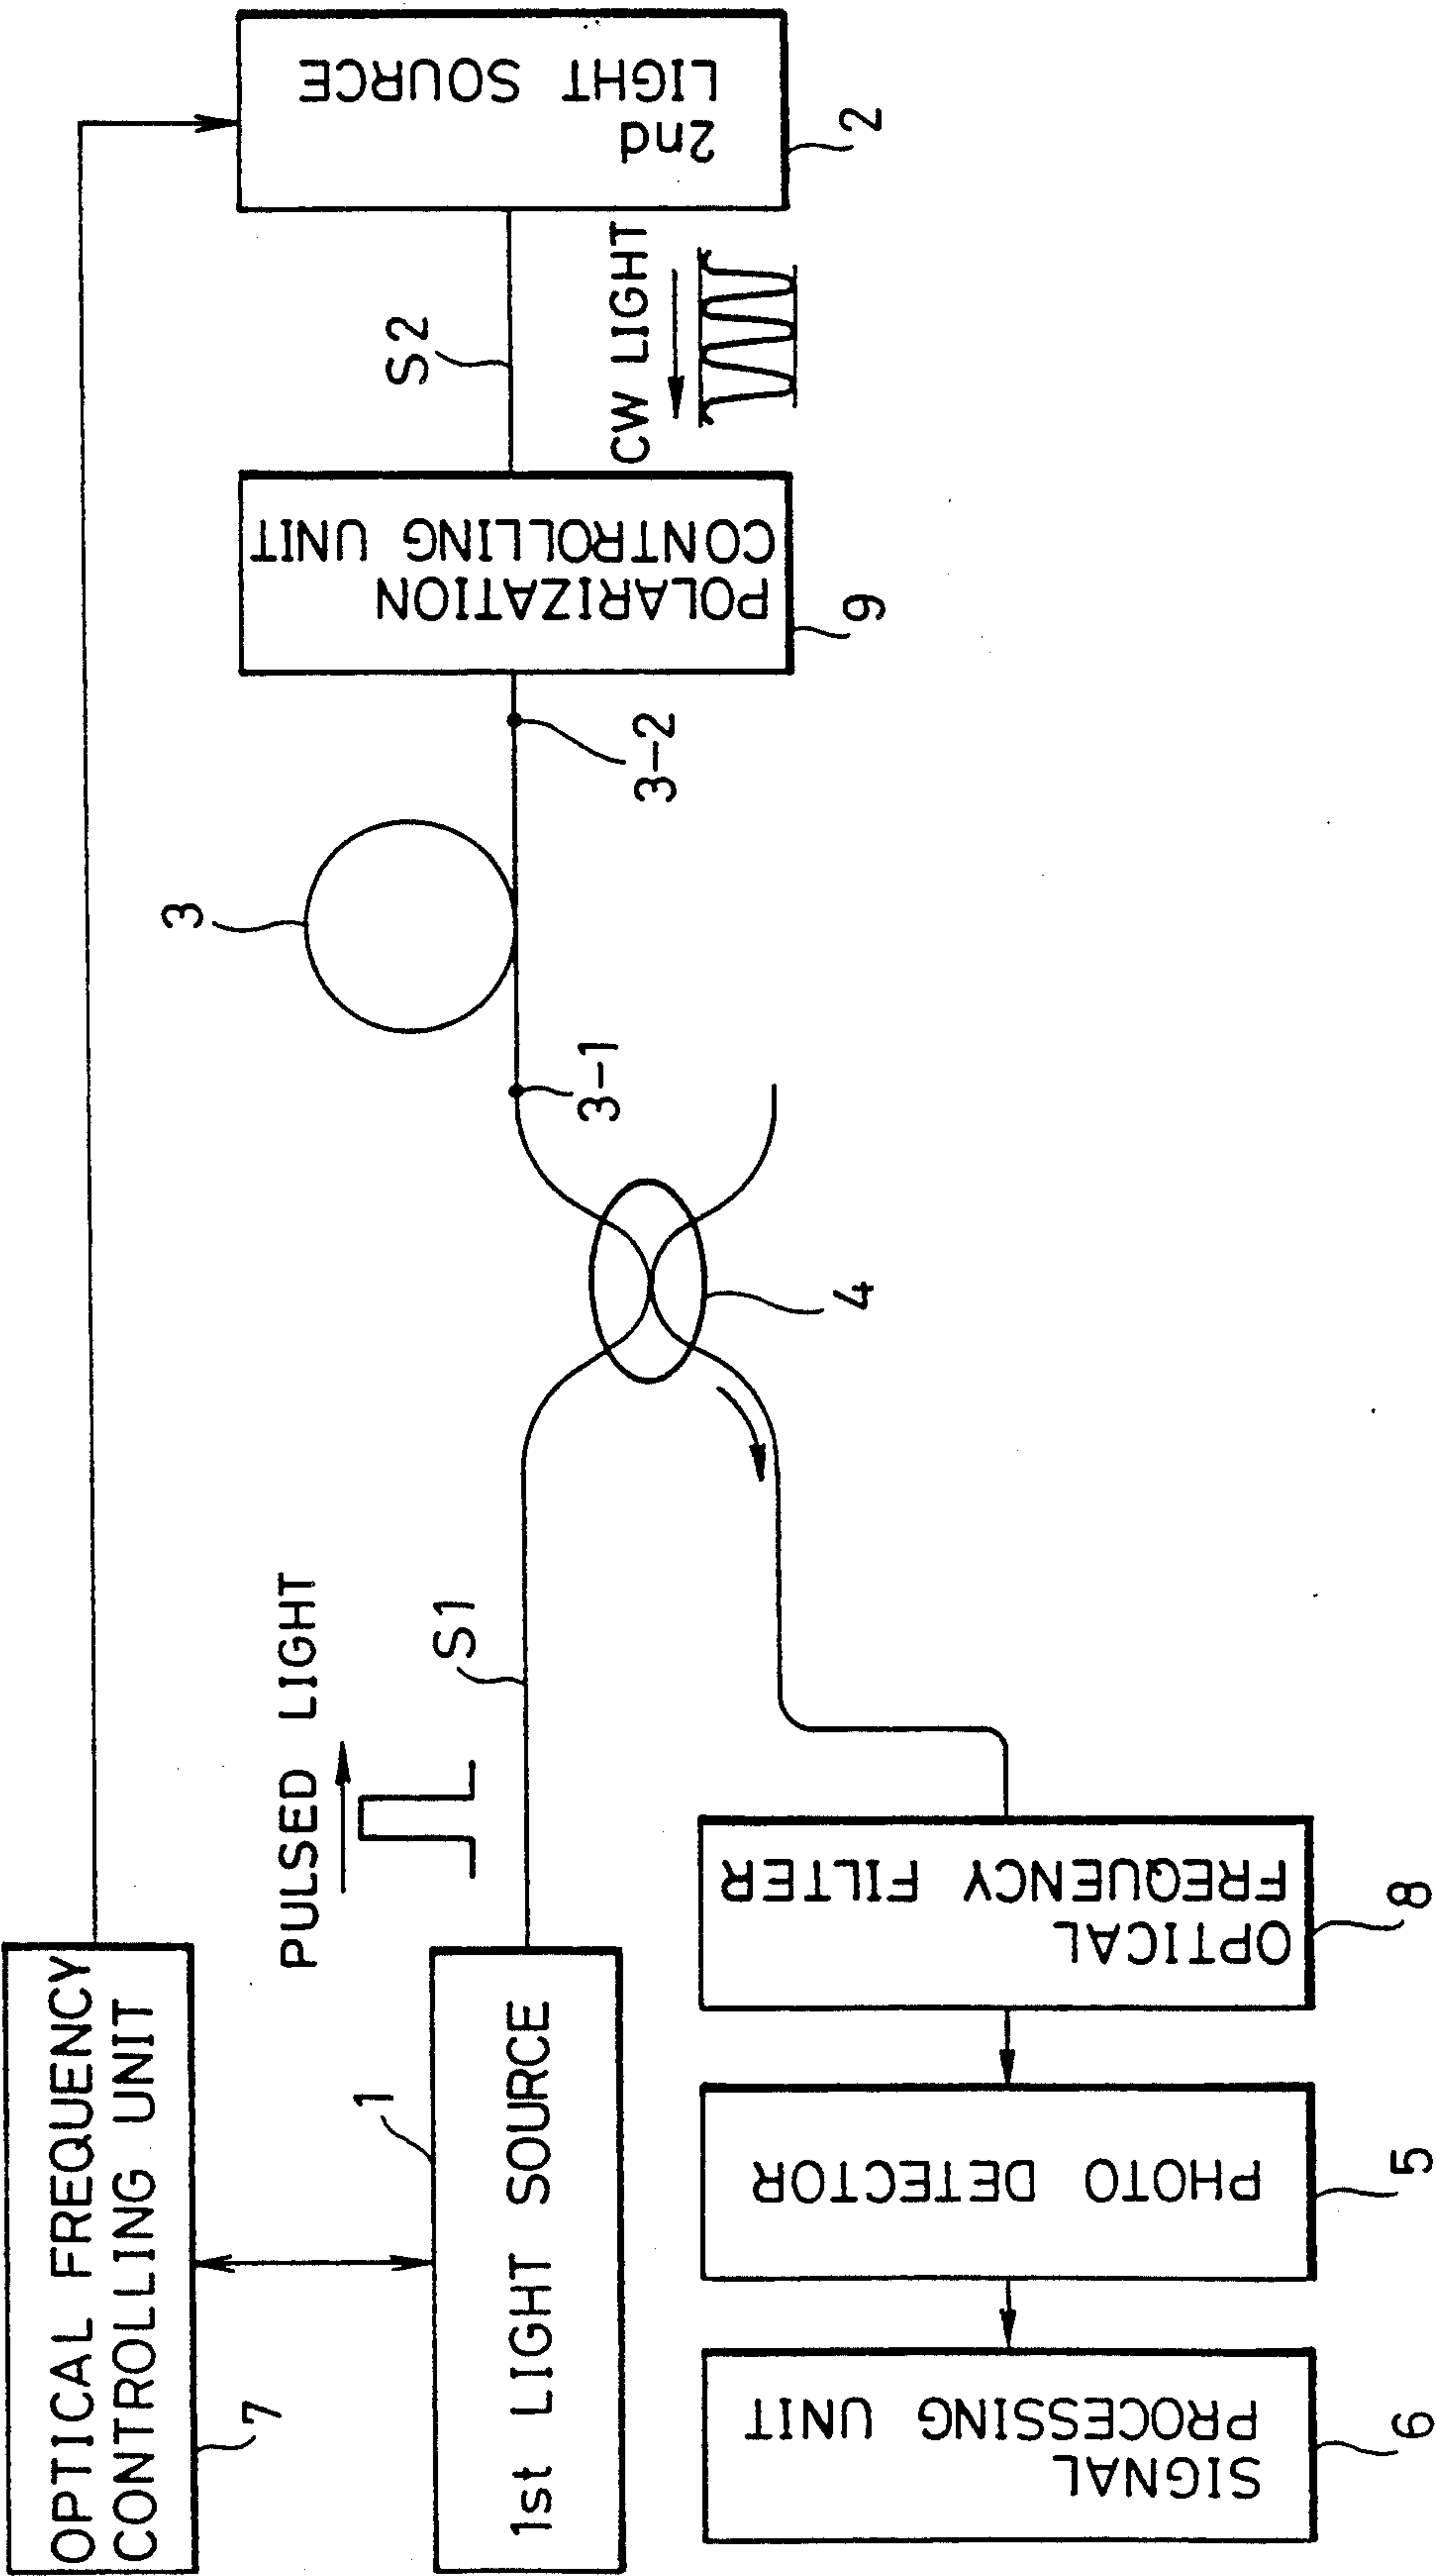 OPTICAL FREQUENCY
CONTROLLING UNIT
7
1
1st LIGHT SOURCE
PULSED LIGHT
S1
3
3-1
3-2
4
POLARIZATION
CONTROLLING UNIT
9
S2
CW LIGHT
2nd
LIGHT SOURCE
2
OPTICAL
FREQUENCY FILTER
8
PHOTO DETECTOR
5
SIGNAL
PROCESSING UNIT
6